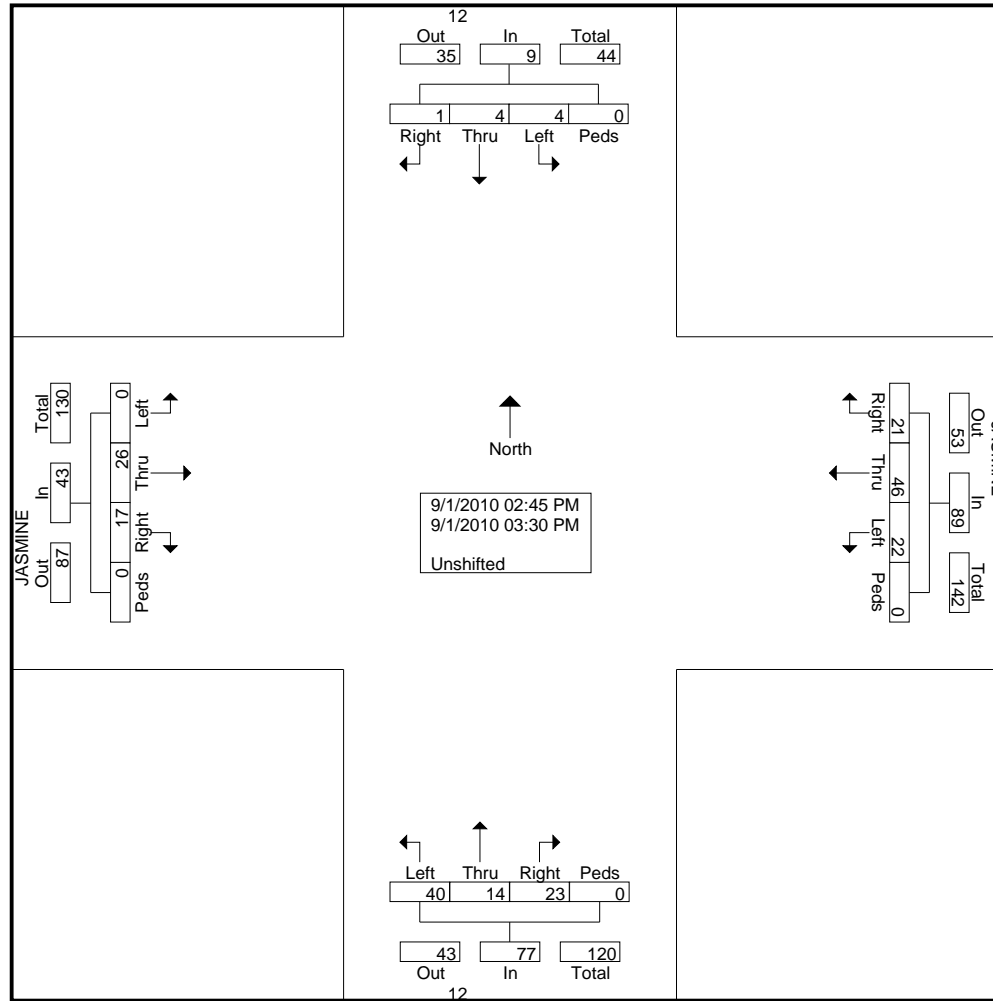 12
Out In Total
35 9 44
1 4 4 0
Right Thru Left Peds
JASMINE
Out In Total
87 43 130
0 26 17 0
Left Thru Right Peds
North
9/1/2010 02:45 PM
9/1/2010 03:30 PM
Unshifted
Out In Total
53 89 142
21 46 22 0
Right Thru Left Peds
Left Thru Right Peds
40 14 23 0
43 77 120
Out In Total
12